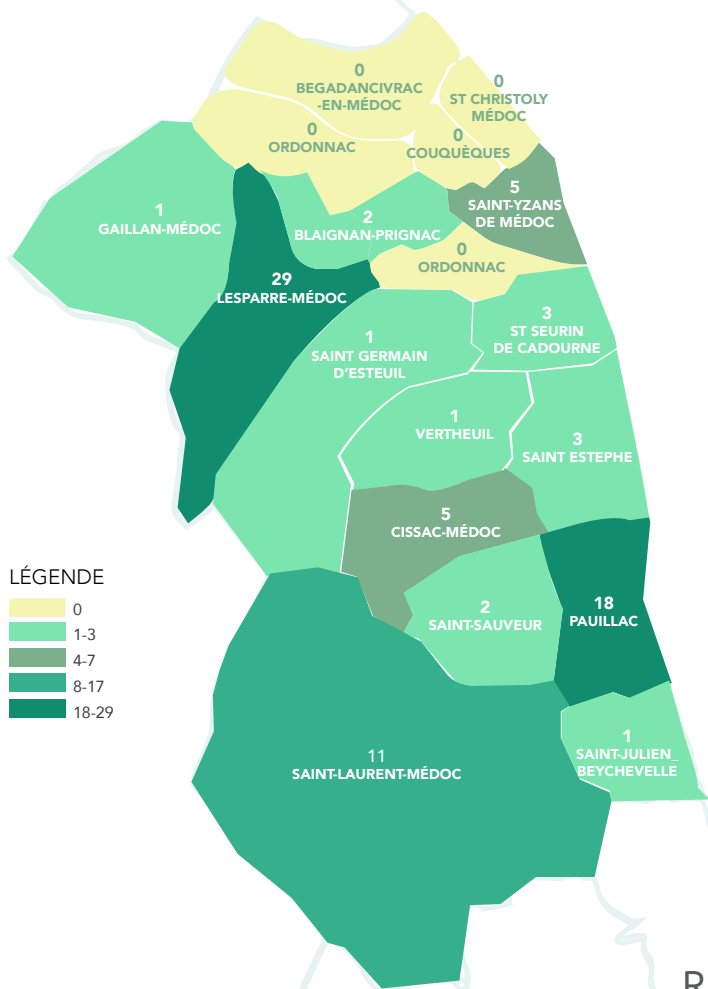 0
BEGADANCIVRAC
-EN-MÉDOC
0
ST CHRISTOLY
MÉDOC
0
ORDONNAC
0
COUQUÈQUES
5
SAINT-YZANS
DE MÉDOC
1
GAILLAN-MÉDOC
2
BLAIGNAN-PRIGNAC
0
ORDONNAC
29
LESPARRE-MÉDOC
3
ST SEURIN
DE CADOURNE
1
SAINT GERMAIN
D'ESTEUIL
1
VERTHEUIL
3
SAINT ESTEPHE
5
CISSAC-MÉDOC
2
SAINT-SAUVEUR
18
PAUILLAC
1
SAINT-JULIEN_
BEYCHEVELLE
11
SAINT-LAURENT-MÉDOC
LÉGENDE
0
1-3
4-7
8-17
18-29
R